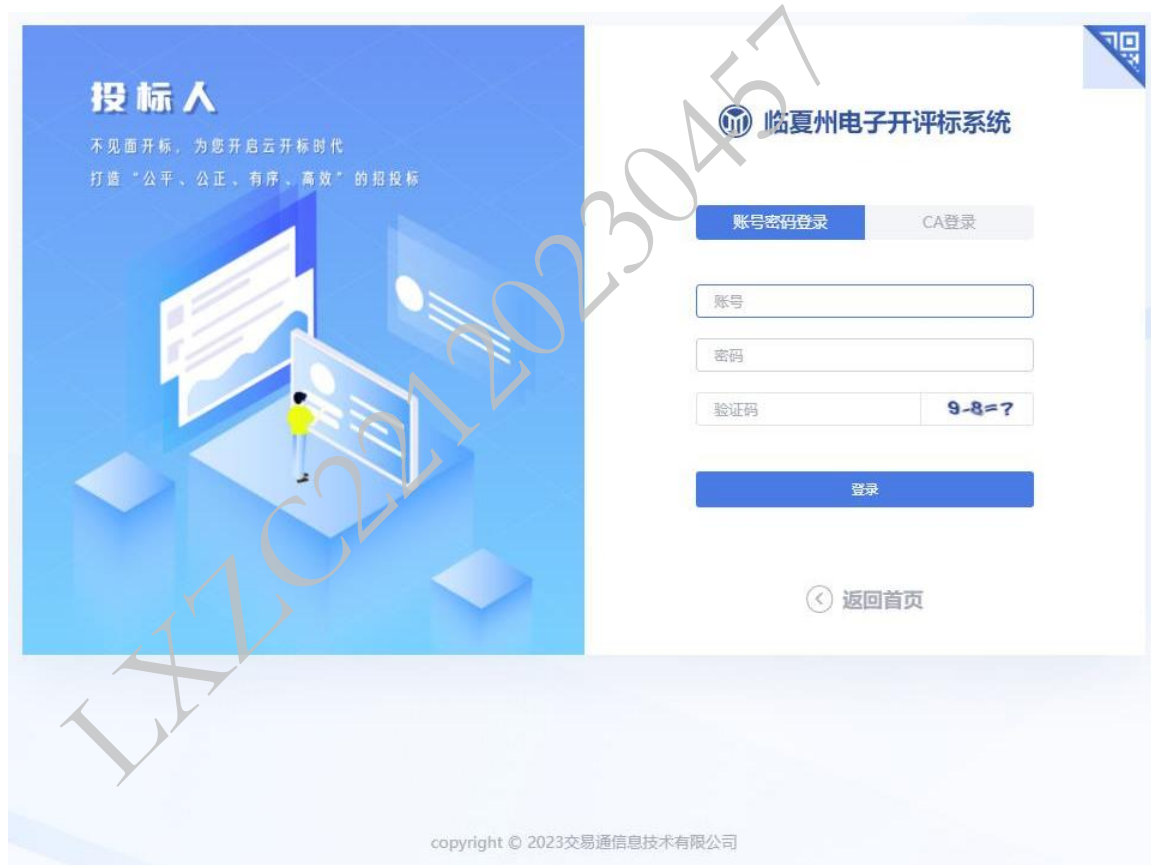 投标人
不见面开标，为您开启云开标时代
打造“公平、公正、有序、高效”的招投标
临夏州电子开评标系统
账号密码登录
CA登录
账号
密码
验证码
9-8=?
登录
返回首页
LXZC2212023 0457
copyright © 2023交易通信息技术有限公司